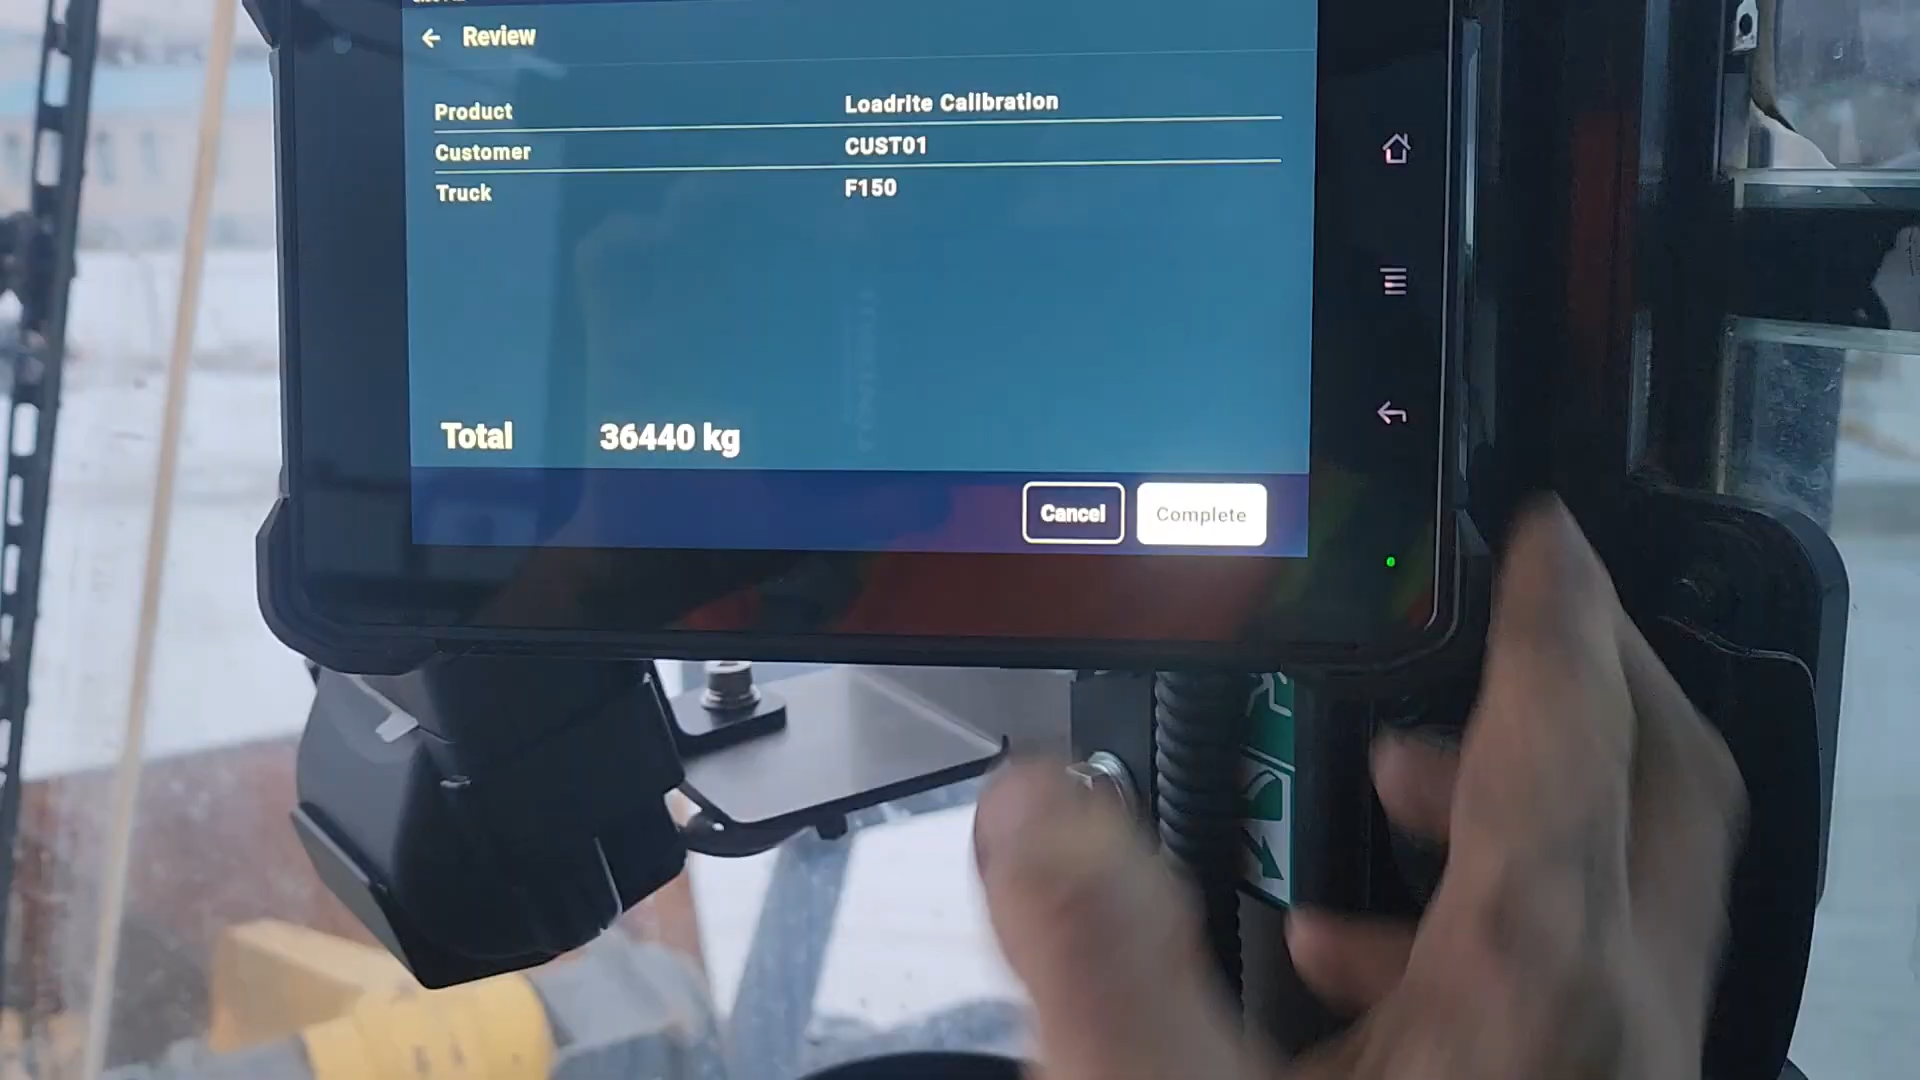 Review
Product Loadrite Calibration
Customer CUST01
Truck F150
Total 36440 kg
Cancel Complete